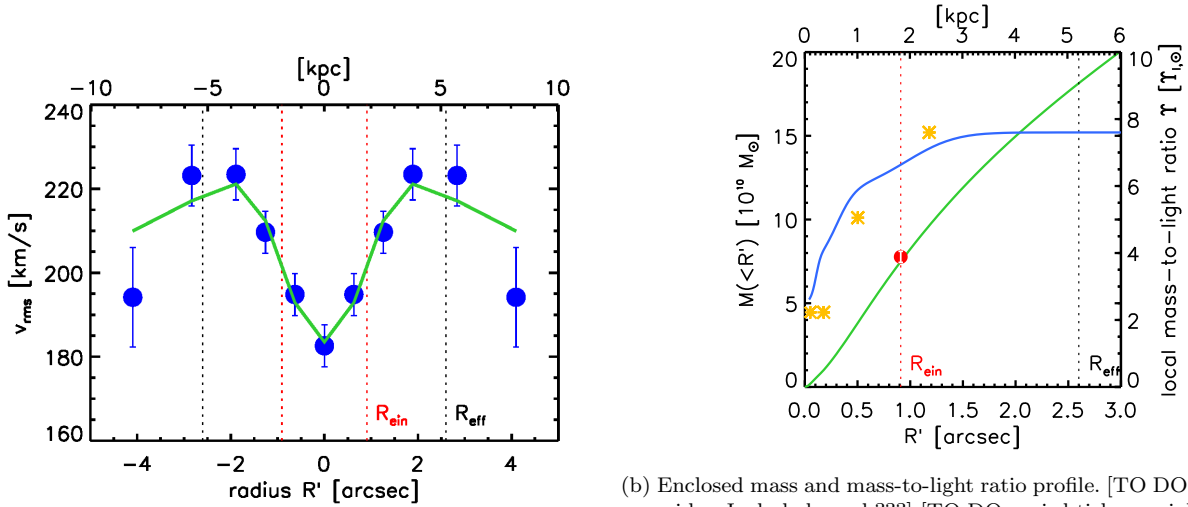 [kpc]
-10 -5 0 5 10
240
220
200
180
160
v_rms [km/s]
R_ein
R_eff
-4 -2 0 2 4
radius R' [arcsec]
[kpc]
0 1 2 3 4 5 6
20
15
10
5
0
M(<R') [10¹⁰ M⊙]
10
8
6
4
2
0
local mass-to-light ratio ϒ [ϒ_I,⊙]
R_ein
R_eff
0.0 0.5 1.0 1.5 2.0 2.5 3.0
R' [arcsec]
(b) Enclosed mass and mass-to-light ratio profile. [TO DO